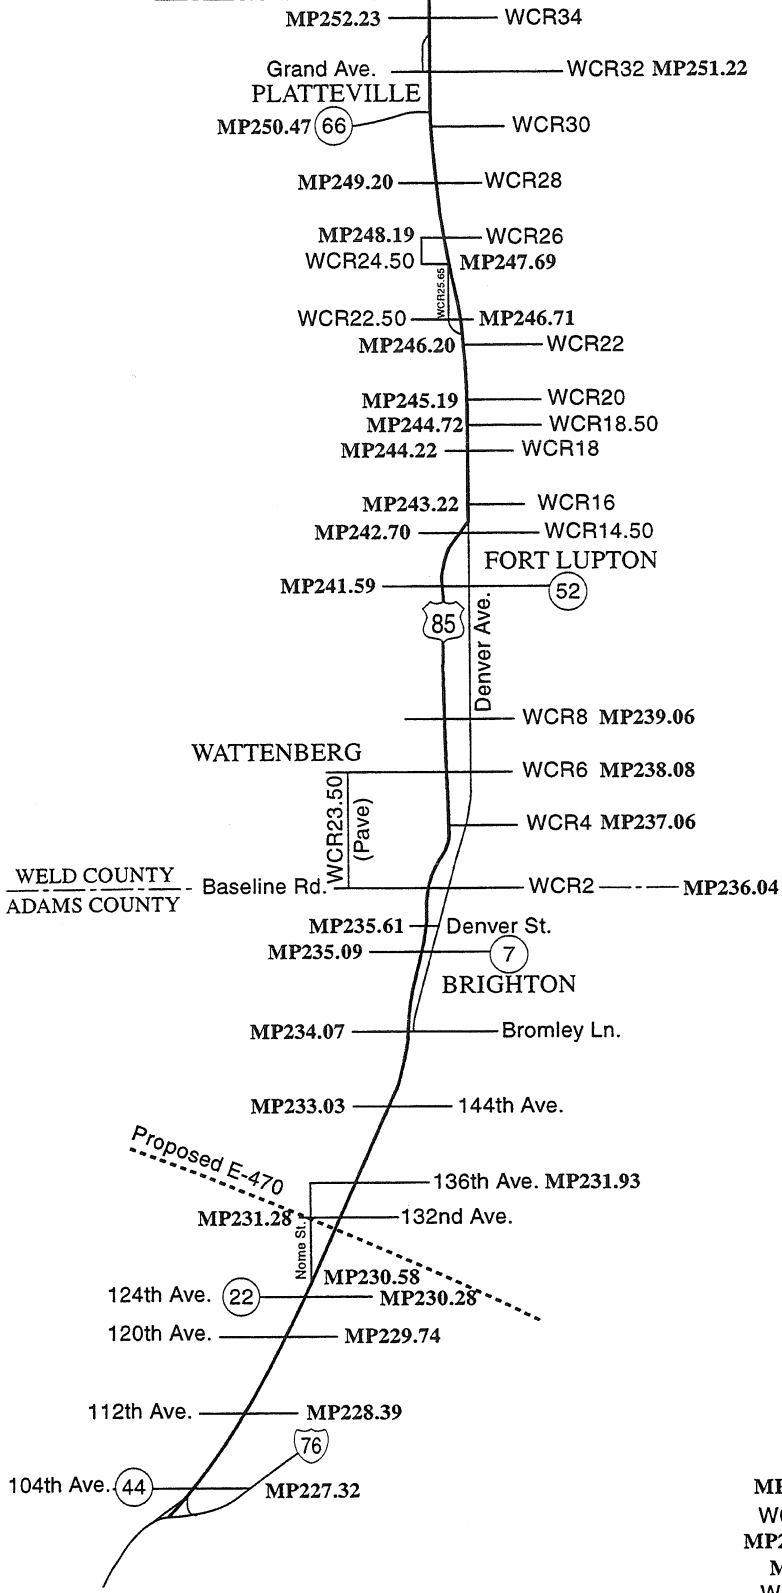 MP252.23 WCR34
Grand Ave. WCR32 MP251.22
PLATTEVILLE
MP250.47 66 WCR30
MP249.20 WCR28
MP248.19 WCR26
WCR24.50 MP247.69
WCR25.65
WCR22.50 MP246.71
MP246.20 WCR22
MP245.19 WCR20
MP244.72 WCR18.50
MP244.22 WCR18
MP243.22 WCR16
MP242.70 WCR14.50
FORT LUPTON
MP241.59 52
85
Denver Ave.
WCR8 MP239.06
WATTENBERG
WCR6 MP238.08
WCR23.50
(Pave)
WCR4 MP237.06
WELD COUNTY
Baseline Rd. WCR2 MP236.04
ADAMS COUNTY
MP235.61 Denver St.
MP235.09 7
BRIGHTON
MP234.07 Bromley Ln.
MP233.03 144th Ave.
Proposed E-470
136th Ave. MP231.93
MP231.28 132nd Ave.
Nome St.
MP230.58
124th Ave. 22 MP230.28
120th Ave. MP229.74
112th Ave. MP228.39
76
104th Ave. 44 MP227.32